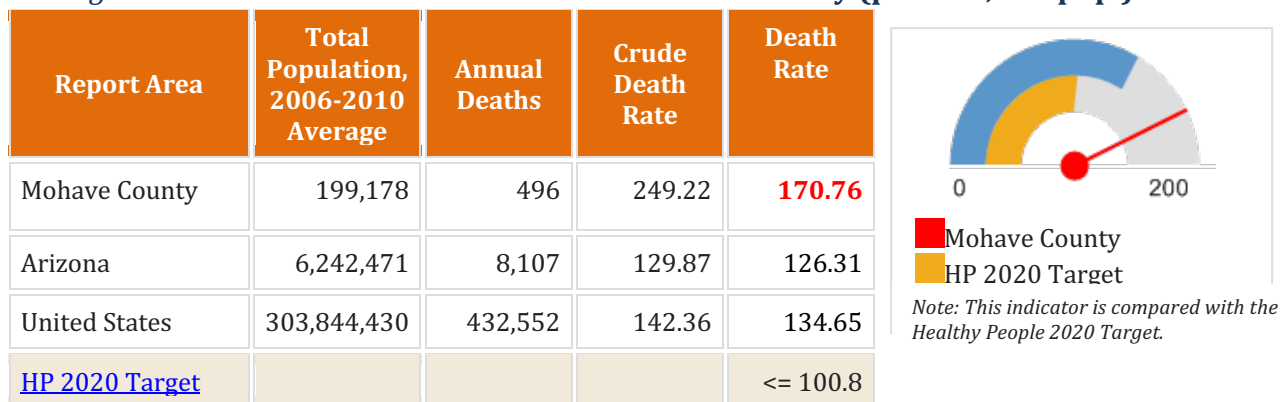 Report Area
Total Population, 2006-2010 Average
Annual Deaths
Crude Death Rate
Death Rate
Mohave County 199,178 496 249.22 170.76
Arizona 6,242,471 8,107 129.87 126.31
United States 303,844,430 432,552 142.36 134.65
HP 2020 Target <= 100.8
0 200
Mohave County
HP 2020 Target
Note: This indicator is compared with the
Healthy People 2020 Target.